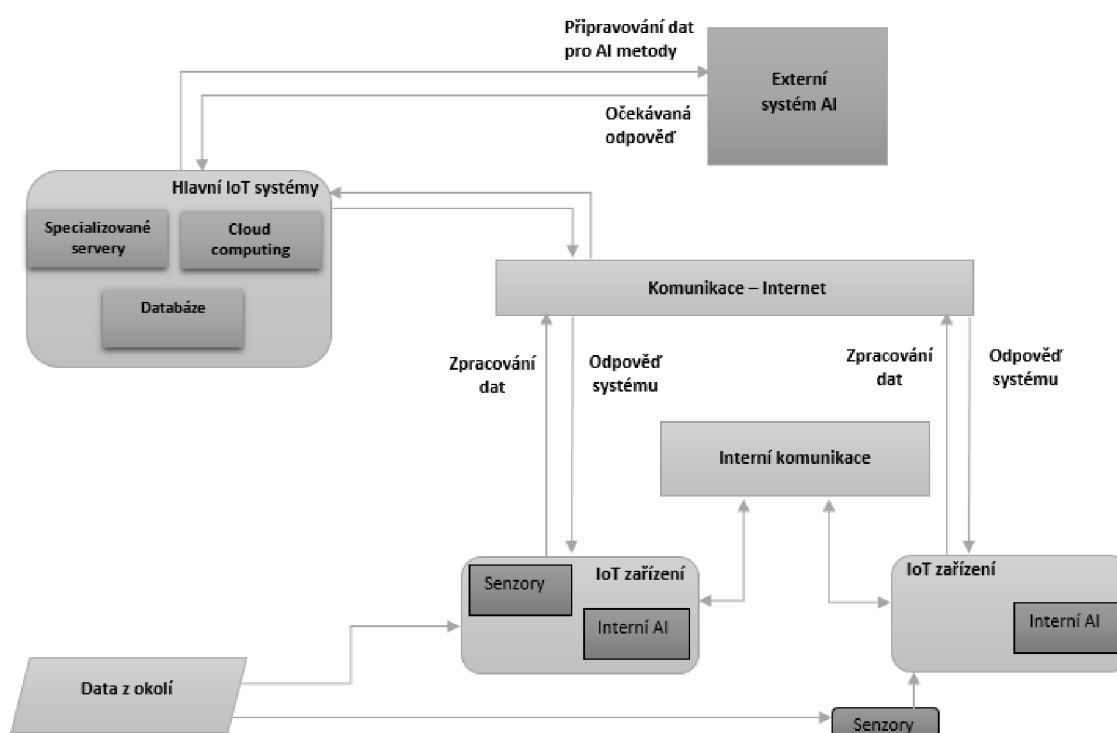 Připravování dat
pro AI metody
Externí
systém AI
Očekávaná
odpověď
Hlavní IoT systémy
Specializované
servery
Cloud
computing
Databáze
Komunikace – Internet
Zpracování
dat
Odpověď
systému
Zpracování
dat
Odpověď
systému
Interní komunikace
IoT zařízení
Senzory
Interní AI
IoT zařízení
Interní AI
Data z okolí
Senzory